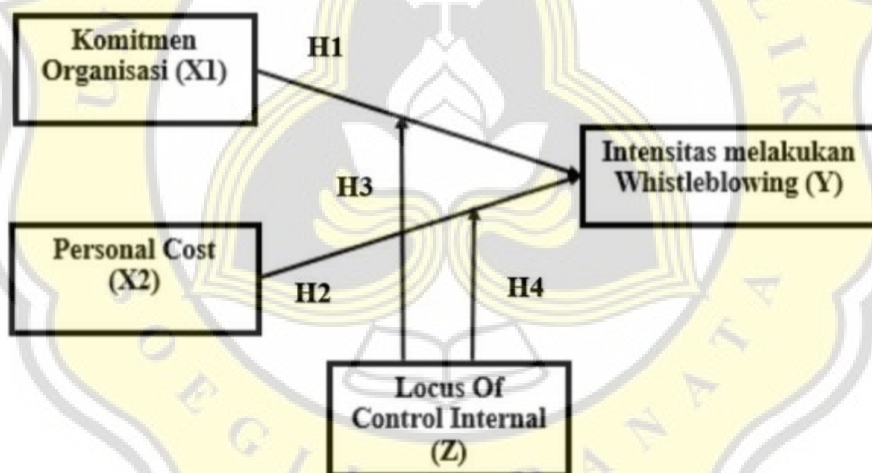 Komitmen
Organisasi (X1)
H1
Intensitas melakukan
Whistleblowing (Y)
H3
Personal Cost
(X2)
H2
H4
Locus Of
Control Internal
(Z)